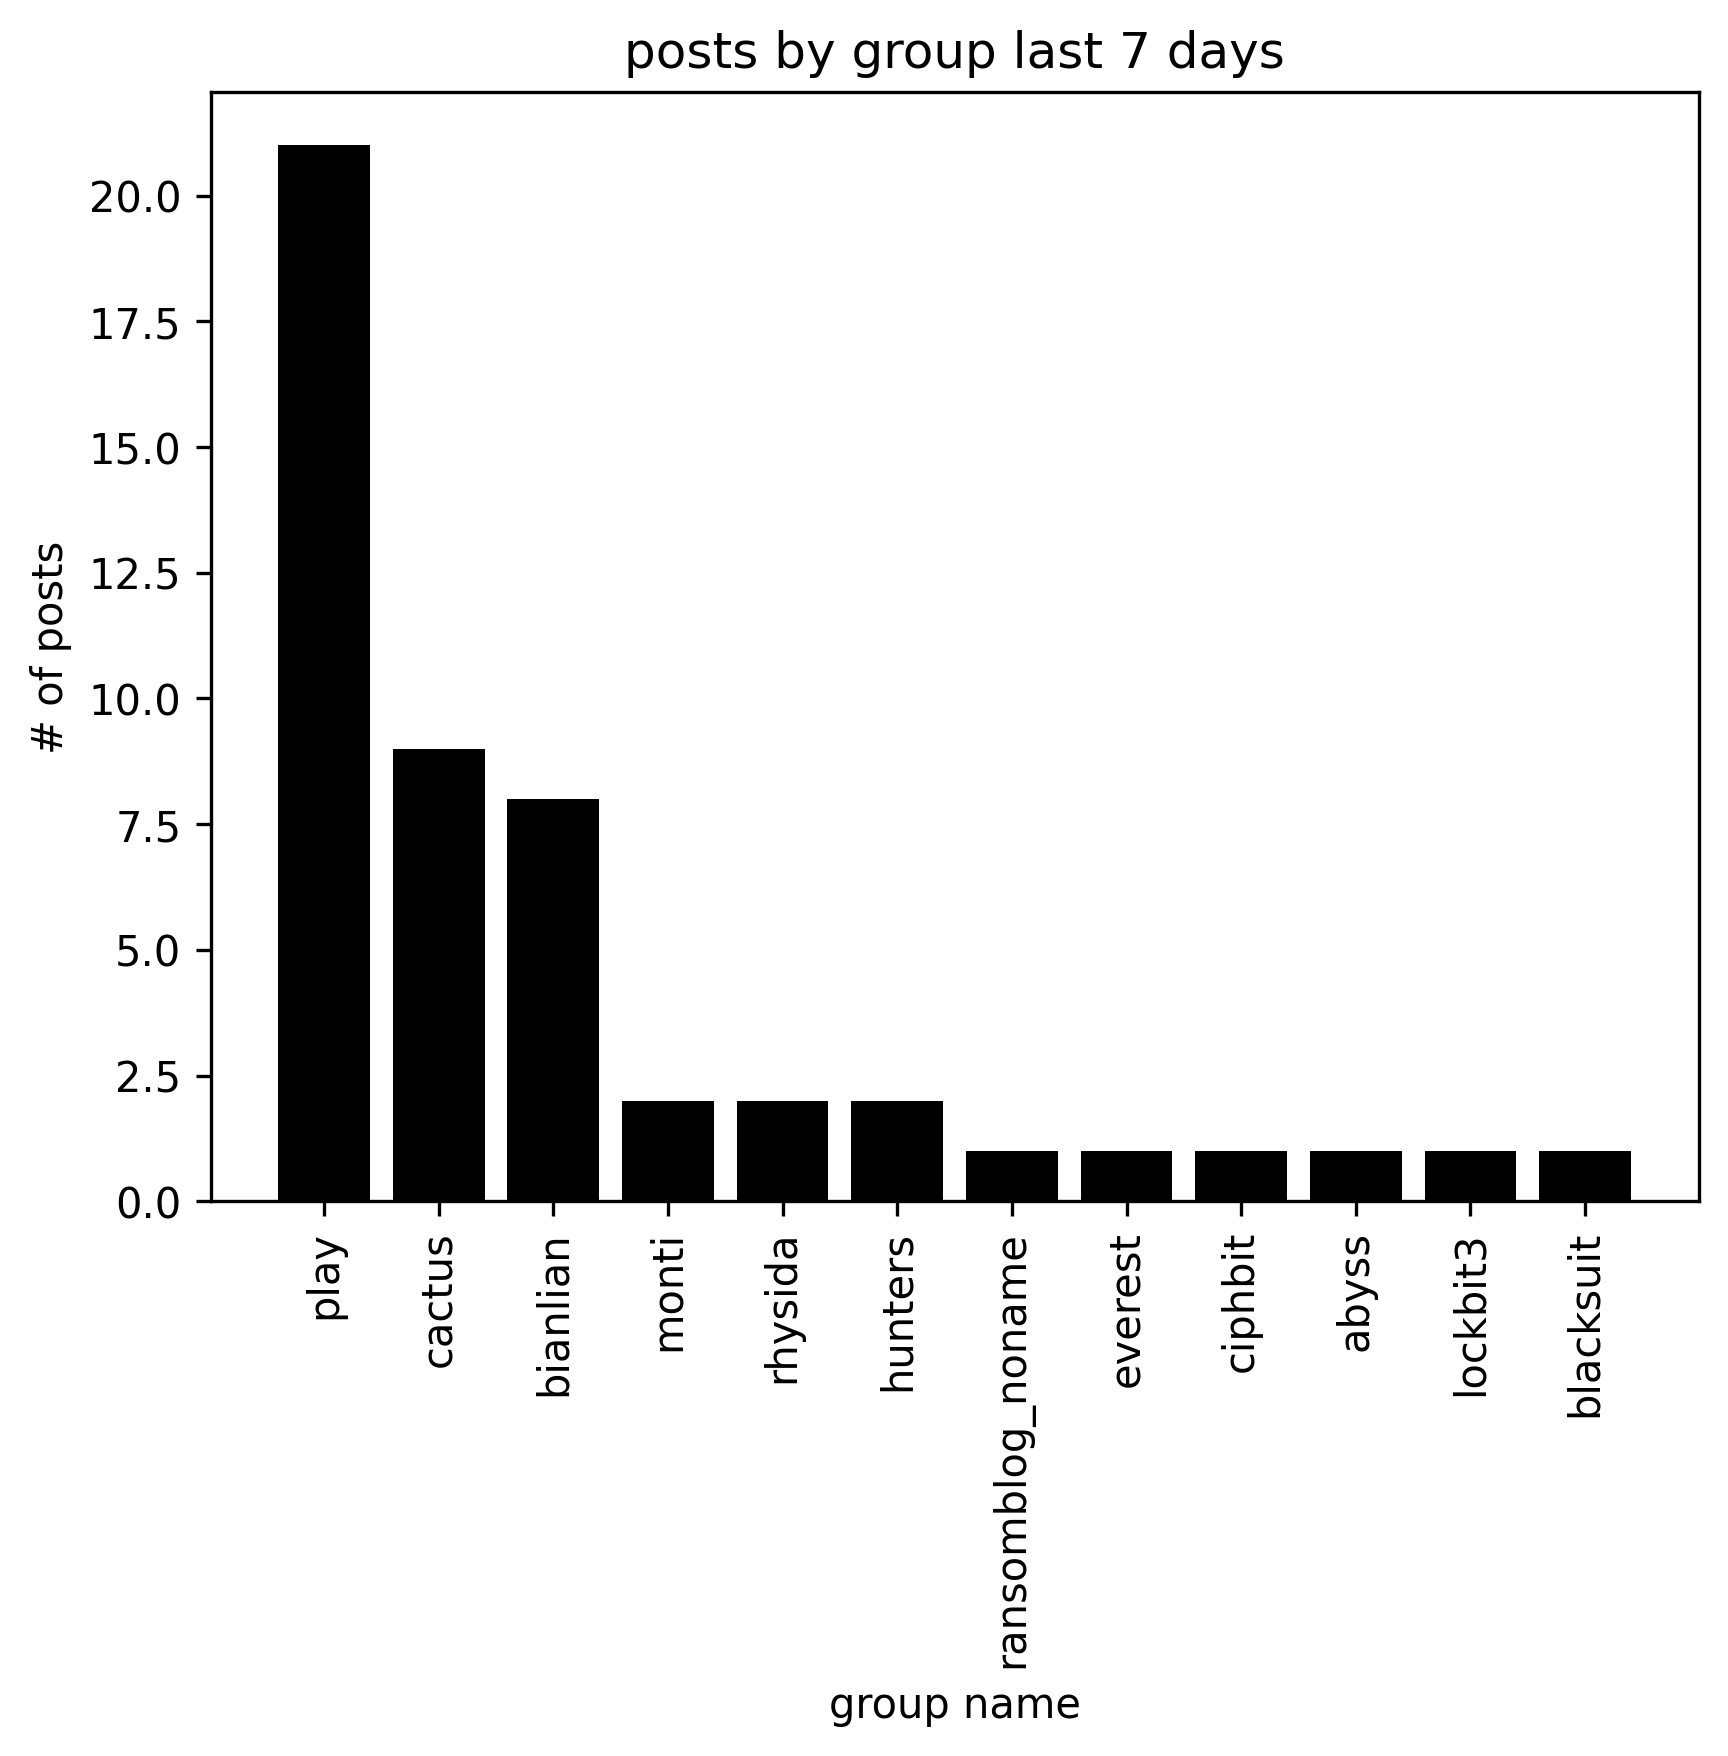 posts by group last 7 days
# of posts
20.0
17.5
15.0
12.5
10.0
7.5
5.0
2.5
0.0
play
cactus
bianlian
monti
rhysida
hunters
ransomblog_noname
everest
ciphbit
abyss
lockbit3
blacksuit
group name